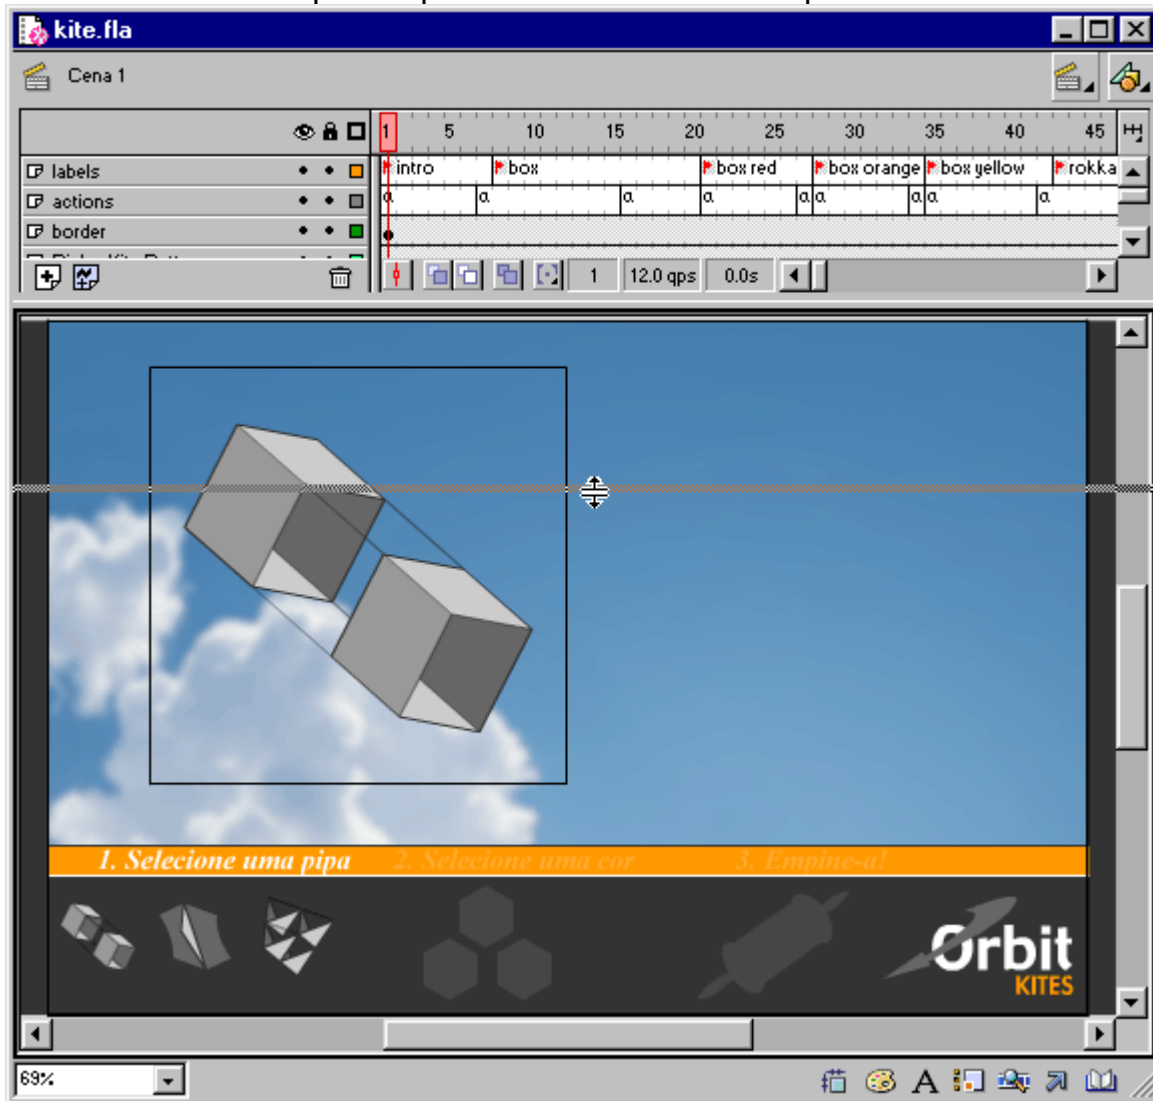 kite.fla
Cena 1
1 5 10 15 20 25 30 35 40 45
labels intro box box red box orange box yellow rokka
actions a a a a a a a a a
border
1 12.0 qps 0.0s
1. Selecione uma pipa 2. Selecione uma cor 3. Empine-a!
Orbit
KITES
69%
A